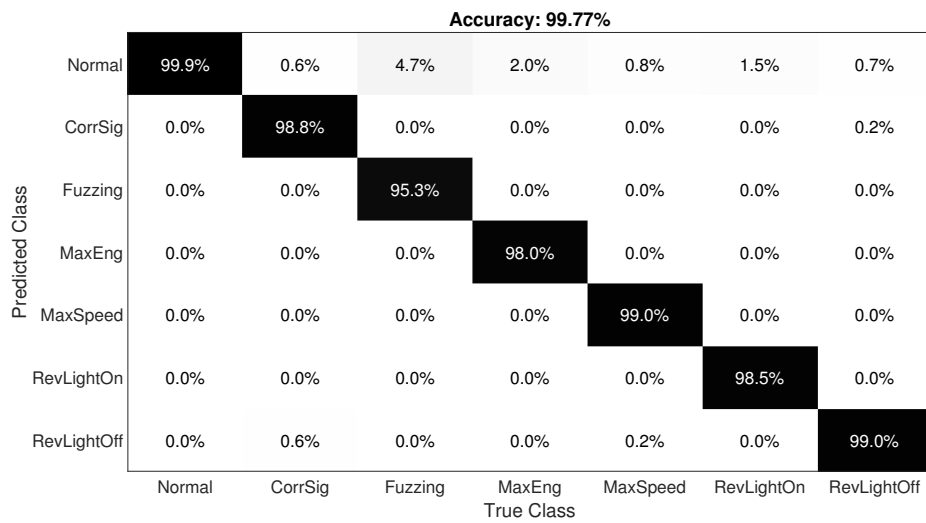 Accuracy: 99.77%
Predicted Class
Normal 99.9% 0.6% 4.7% 2.0% 0.8% 1.5% 0.7%
CorrSig 0.0% 98.8% 0.0% 0.0% 0.0% 0.0% 0.2%
Fuzzing 0.0% 0.0% 95.3% 0.0% 0.0% 0.0% 0.0%
MaxEng 0.0% 0.0% 0.0% 98.0% 0.0% 0.0% 0.0%
MaxSpeed 0.0% 0.0% 0.0% 0.0% 99.0% 0.0% 0.0%
RevLightOn 0.0% 0.0% 0.0% 0.0% 0.0% 98.5% 0.0%
RevLightOff 0.0% 0.6% 0.0% 0.0% 0.2% 0.0% 99.0%
Normal CorrSig Fuzzing MaxEng MaxSpeed RevLightOn RevLightOff
True Class